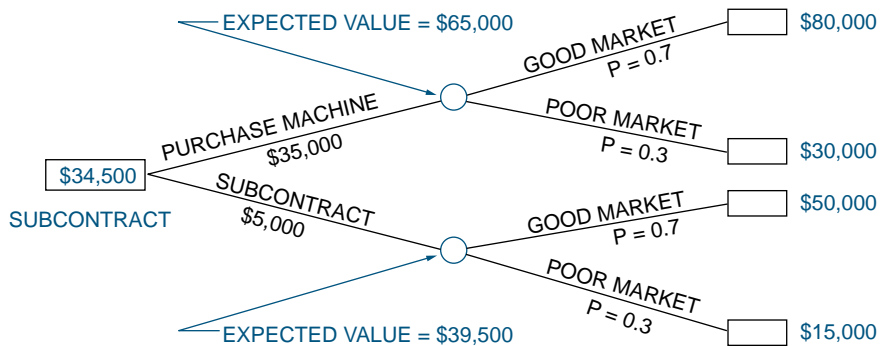 EXPECTED VALUE = $65,000
GOOD MARKET
P = 0.7
$80,000
PURCHASE MACHINE
$35,000
POOR MARKET
P = 0.3
$30,000
$34,500
SUBCONTRACT
SUBCONTRACT
$5,000
GOOD MARKET
P = 0.7
$50,000
POOR MARKET
P = 0.3
$15,000
EXPECTED VALUE = $39,500